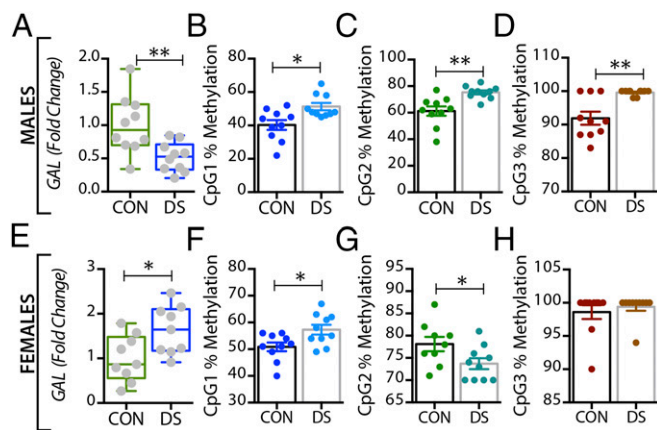 A
MALES
GAL (Fold Change)
2.0
1.5
1.0
0.5
0.0
**
CON
DS
B
CpG1 % Methylation
80
60
40
20
*
CON
DS
C
CpG2 % Methylation
100
80
60
40
20
0
**
CON
DS
D
CpG3 % Methylation
110
100
90
80
**
CON
DS
E
FEMALES
GAL (Fold Change)
3
2
1
0
*
CON
DS
F
CpG1 % Methylation
80
70
60
50
40
30
*
CON
DS
G
CpG2 % Methylation
95
90
85
80
75
70
65
*
CON
DS
H
CpG3 % Methylation
105
100
95
90
85
80
CON
DS